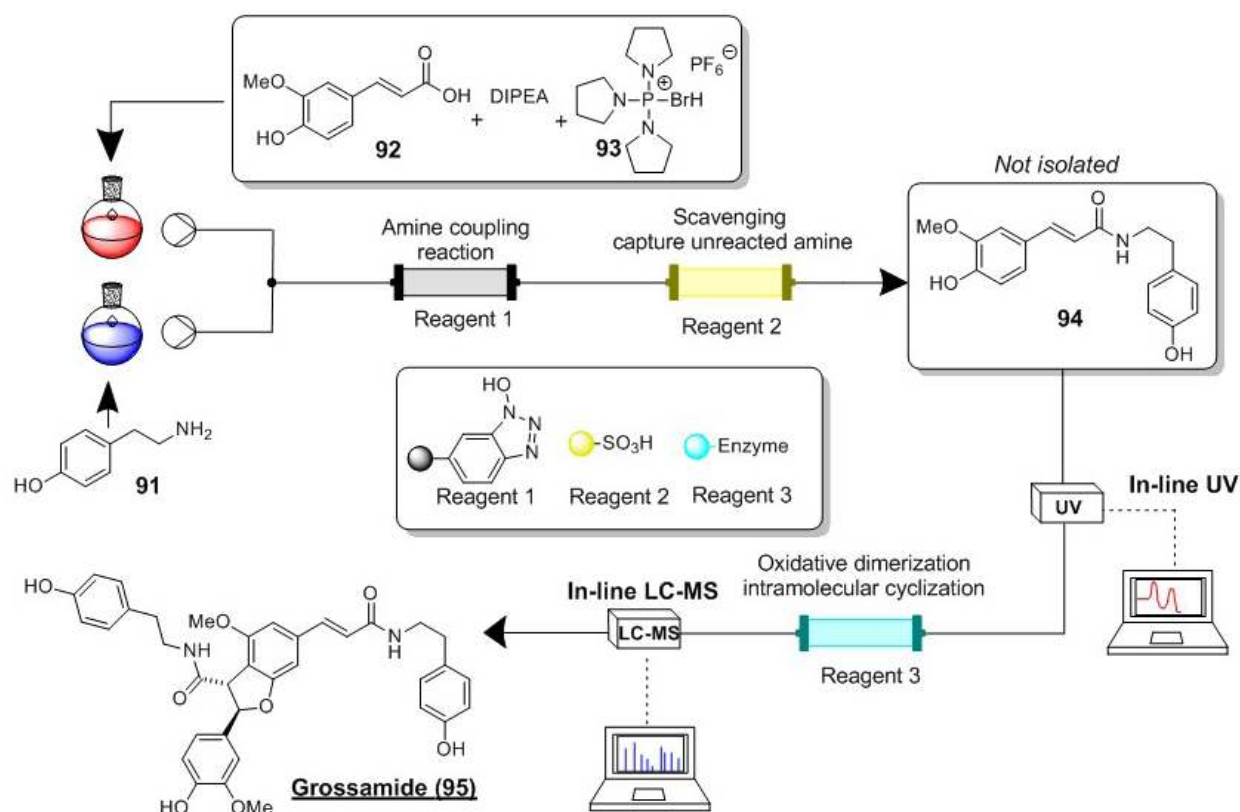 MeO
HO
O
OH
92
+
DIPEA
+
N
N
P
⊕
BrH
N
PF6⊖
93
Not isolated
Amine coupling
reaction
Reagent 1
Scavenging
capture unreacted amine
Reagent 2
MeO
HO
O
N
H
OH
94
NH2
HO
91
HO
N
N
N
Reagent 1
SO3H
Reagent 2
Enzyme
Reagent 3
In-line UV
UV
Oxidative dimerization
intramolecular cyclization
Reagent 3
In-line LC-MS
LC-MS
HO
NH
O
MeO
O
N
H
OH
O
HO
OMe
Grossamide (95)